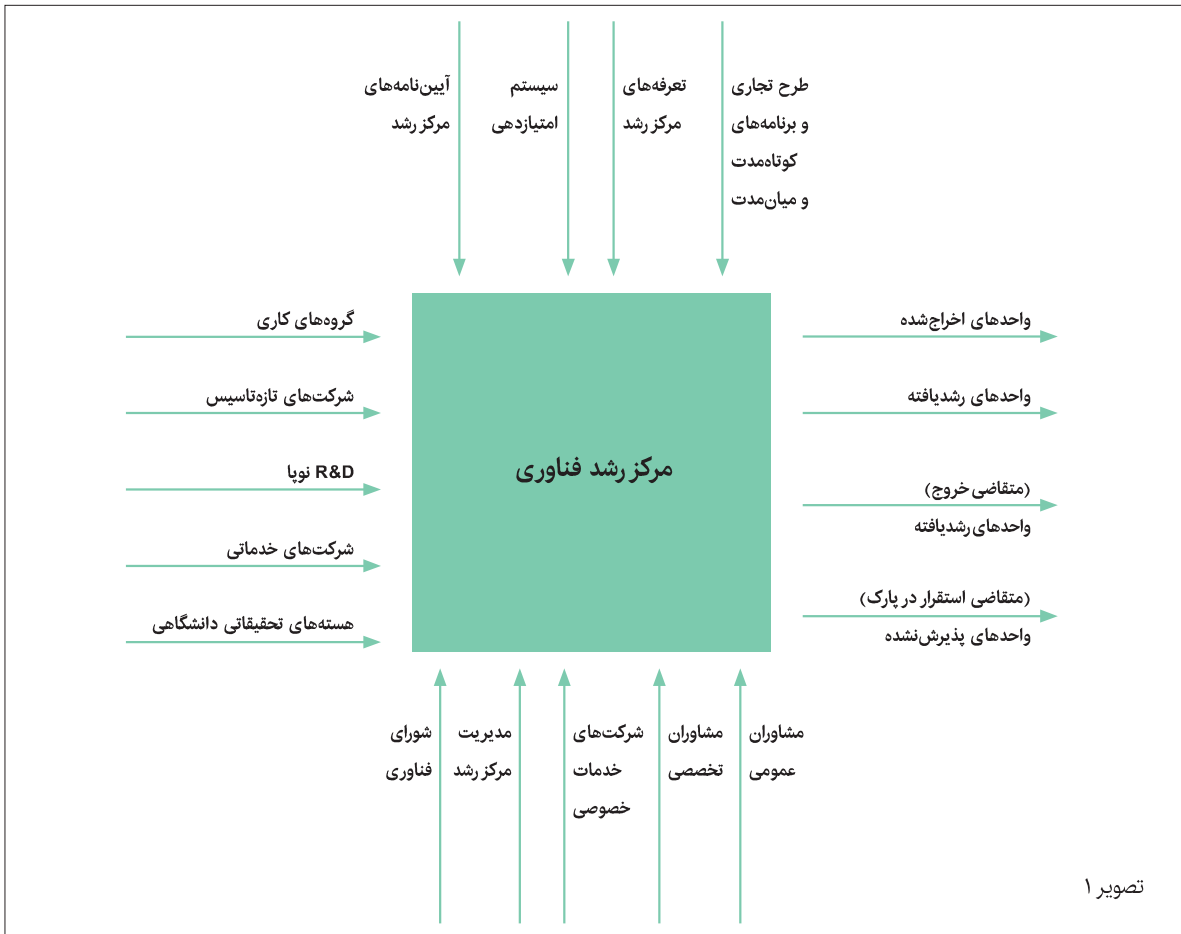 طرح تجاری
و برنامه‌های
کوتاه‌مدت
و میان‌مدت
تعرفه‌های
مرکز رشد
سیستم
امتیازدهی
آیین‌نامه‌های
مرکز رشد
واحدهای اخراج‌شده
واحدهای رشدیافته
(متقاضی خروج)
واحدهای رشدیافته
(متقاضی استقرار در پارک)
واحدهای پذیرش‌نشده
مرکز رشد فناوری
گروه‌های کاری
شرکت‌های تازه‌تاسیس
R&D نوپا
شرکت‌های خدماتی
هسته‌های تحقیقاتی دانشگاهی
مشاوران
عمومی
مشاوران
تخصصی
شرکت‌های
خدمات
خصوصی
مدیریت
مرکز رشد
شورای
فناوری
تصویر ۱